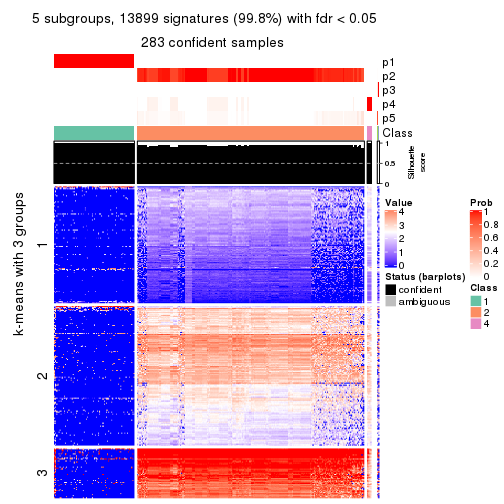 5 subgroups, 13899 signatures (99.8%) with fdr < 0.05
283 confident samples
p1
p2
p3
p4
p5
Class
1
0.5
0
Silhouette
score
k-means with 3 groups
1
2
3
Value
4
3
2
1
0
Status (barplots)
confident
ambiguous
Prob
1
0.8
0.6
0.4
0.2
0
Class
1
2
4